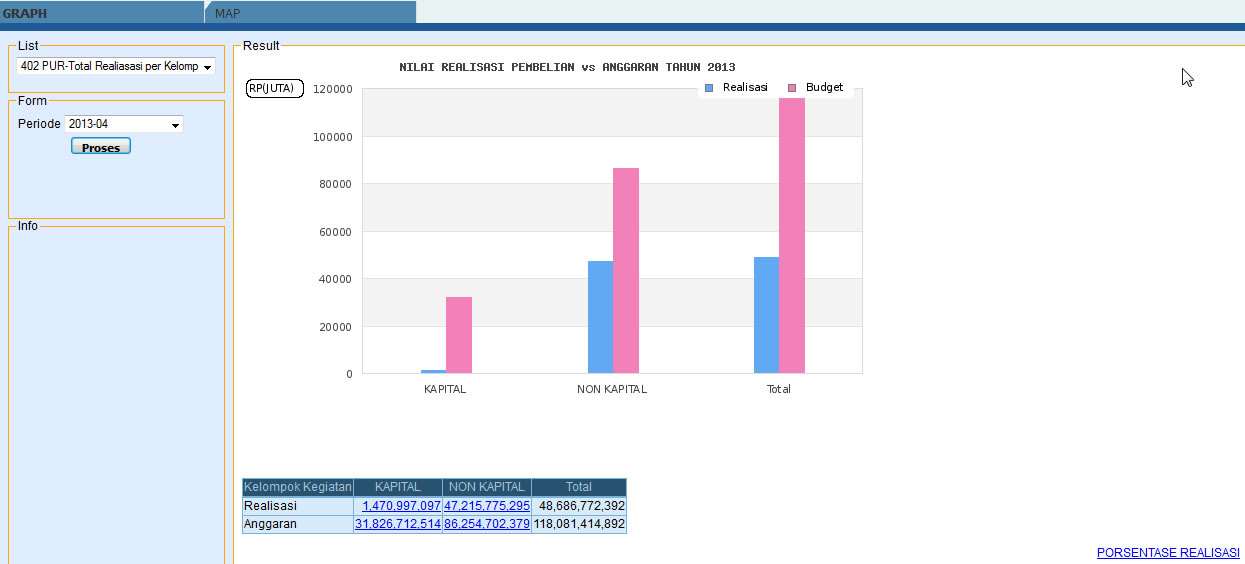 GRAPH
MAP
List
402 PUR-Total Realiasasi per Kelomp
Form
Periode 2013-04
Proses
Info
Result
NILAI REALISASI PEMBELIAN vs ANGGARAN TAHUN 2013
RP(JUTA)
Realisasi Budget
120000
100000
80000
60000
40000
20000
0
KAPITAL NON KAPITAL Total
Kelompok Kegiatan KAPITAL NON KAPITAL Total
Realisasi 1,470,997,097 47,215,775,295 48,686,772,392
Anggaran 31,826,712,514 86,254,702,379 118,081,414,892
PORSENTASE REALISASI